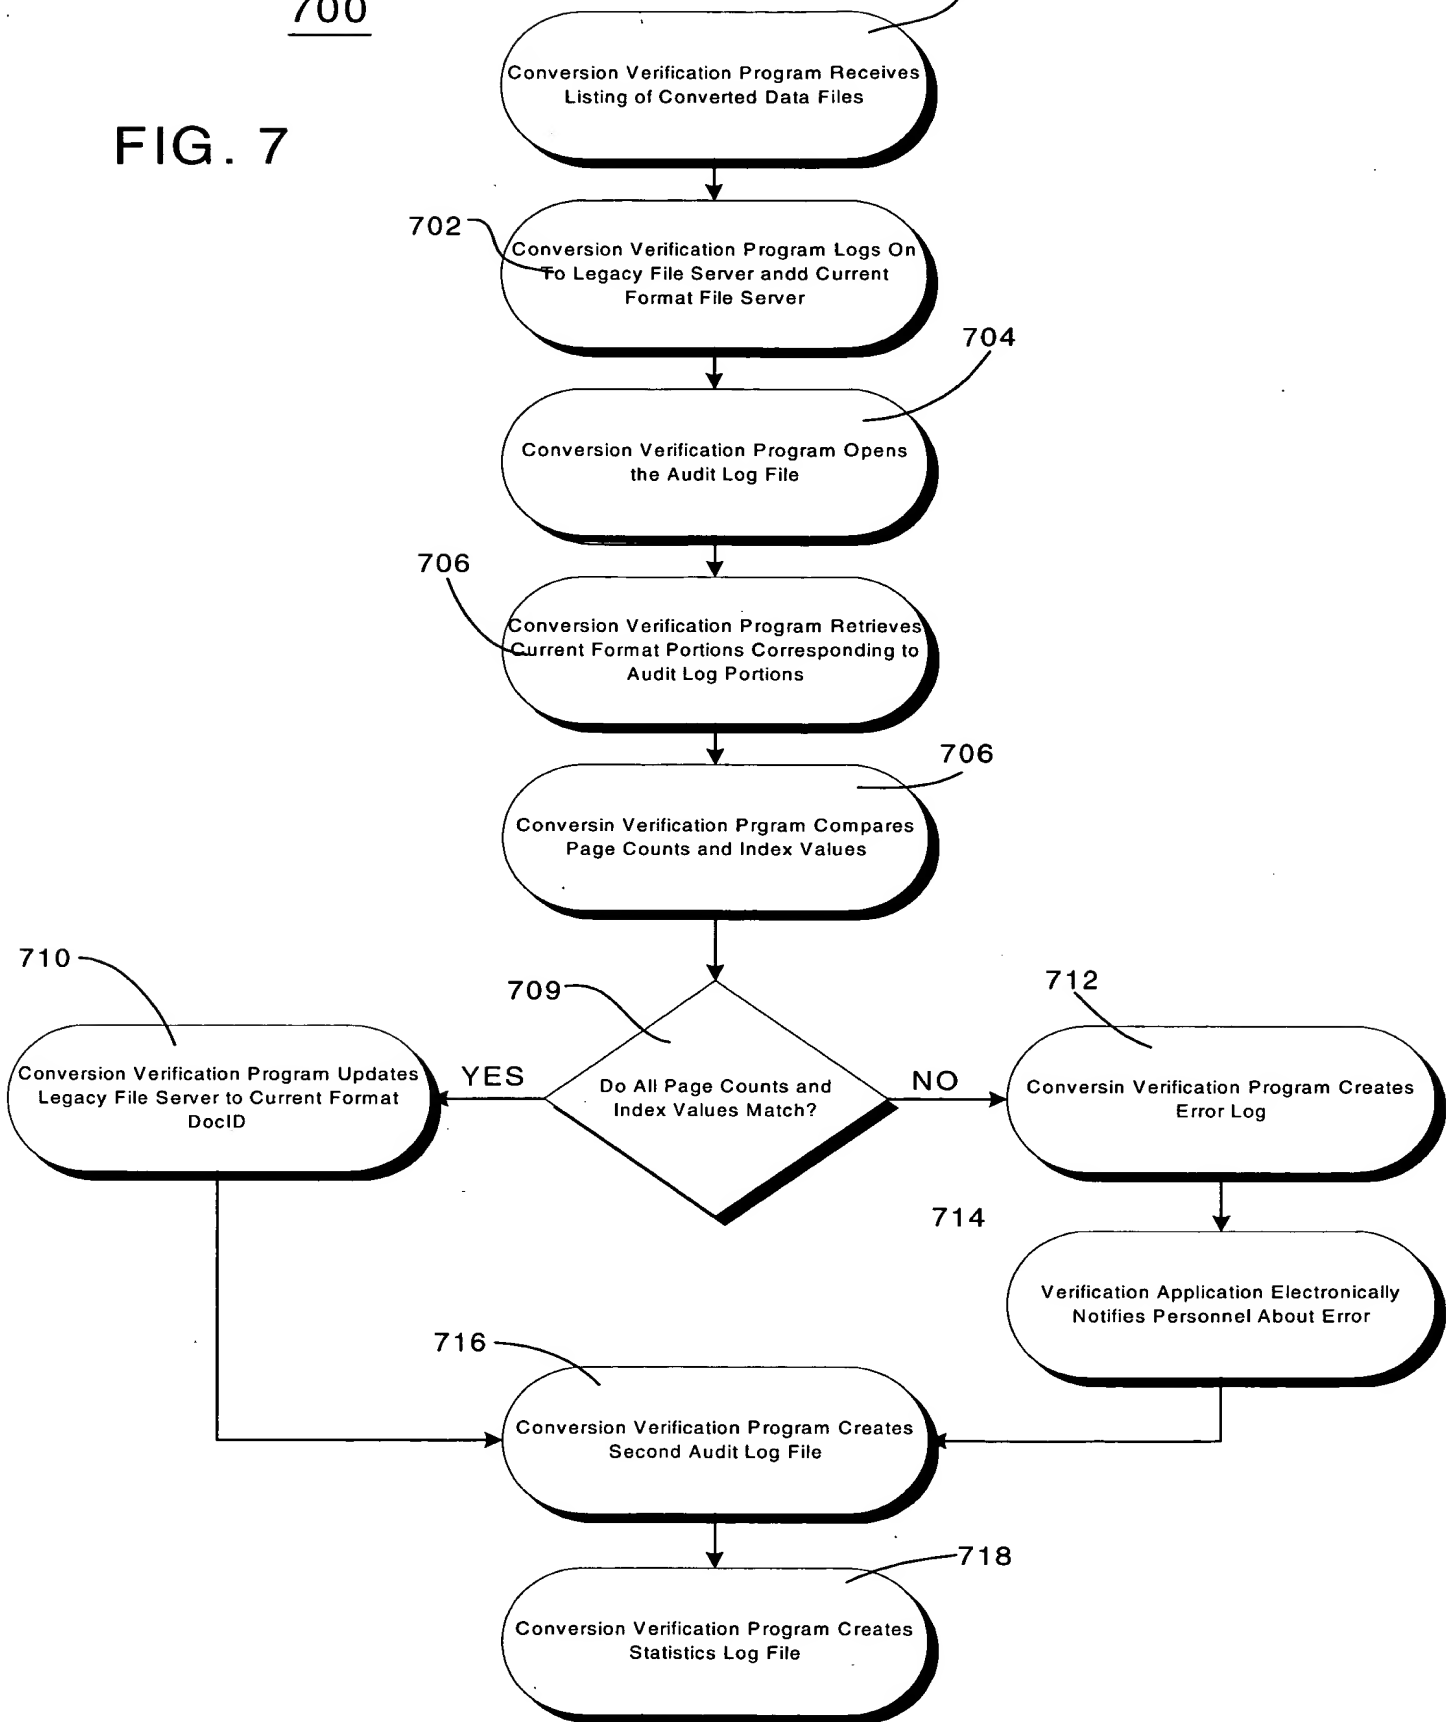 700
FIG. 7
Conversion Verification Program Receives
Listing of Converted Data Files
702
Conversion Verification Program Logs On
To Legacy File Server andd Current
Format File Server
704
Conversion Verification Program Opens
the Audit Log File
706
Conversion Verification Program Retrieves
Current Format Portions Corresponding to
Audit Log Portions
706
Conversin Verification Prgram Compares
Page Counts and Index Values
709
Do All Page Counts and
Index Values Match?
YES
NO
710
Conversion Verification Program Updates
Legacy File Server to Current Format
DocID
712
Conversin Verification Program Creates
Error Log
714
Verification Application Electronically
Notifies Personnel About Error
716
Conversion Verification Program Creates
Second Audit Log File
718
Conversion Verification Program Creates
Statistics Log File